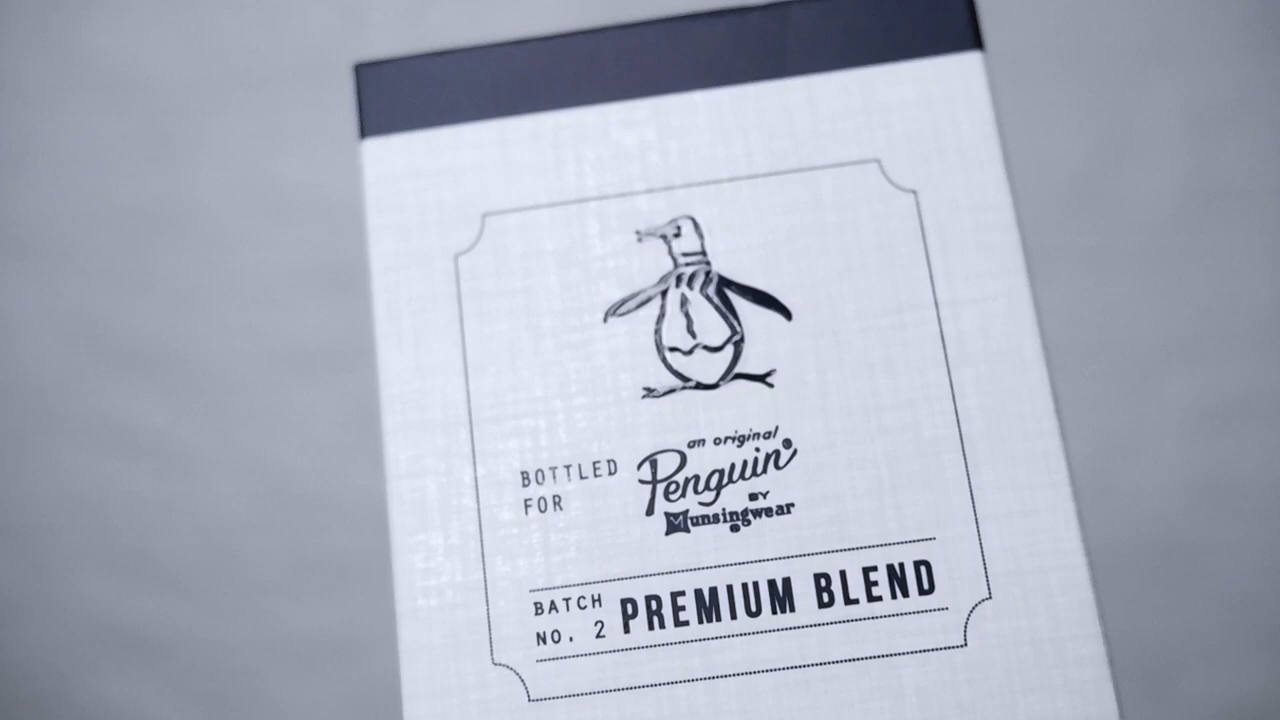 an original
BOTTLED
FOR
Penguin®
BY
Munsingwear®
BATCH
NO. 2
PREMIUM BLEND